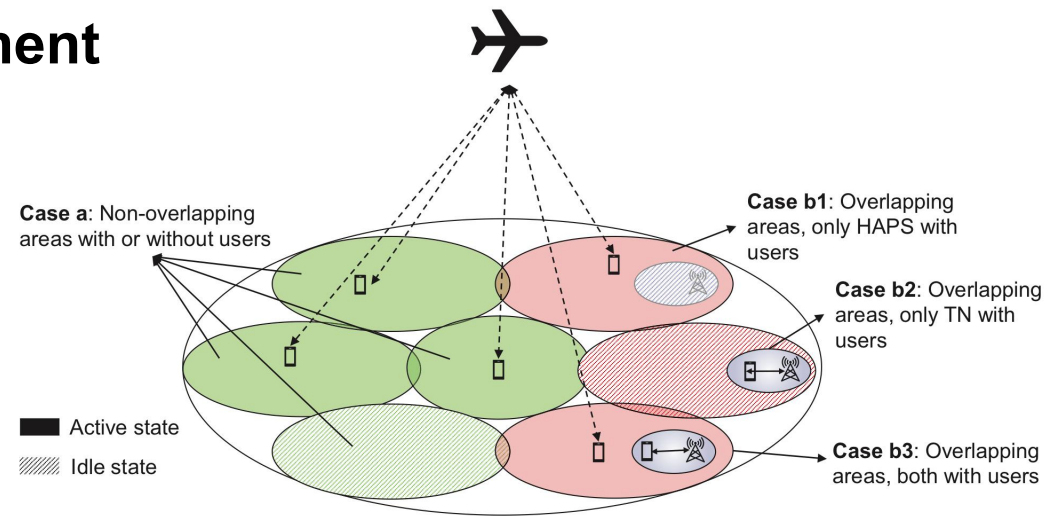 nent
Case a: Non-overlapping
areas with or without users
Case b1: Overlapping
areas, only HAPS with
users
Case b2: Overlapping
areas, only TN with
users
Active state
Idle state
Case b3: Overlapping
areas, both with users